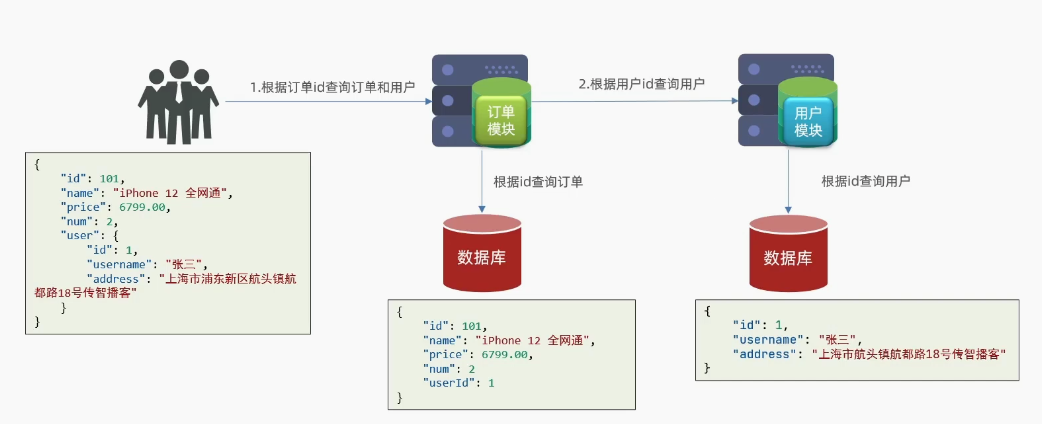 1.根据订单id查询订单和用户
2.根据用户id查询用户
订单
模块
用户
模块
根据id查询订单
根据id查询用户
数据库
数据库
{
"id": 101,
"name": "iPhone 12 全网通",
"price": 6799.00,
"num": 2,
"user": {
"id": 1,
"username": "张三",
"address": "上海市浦东新区航头镇航
都路18号传智播客"
}
}
{
"id": 101,
"name": "iPhone 12 全网通",
"price": 6799.00,
"num": 2
"userId": 1
}
{
"id": 1,
"username": "张三",
"address": "上海市航头镇航都路18号传智播客"
}